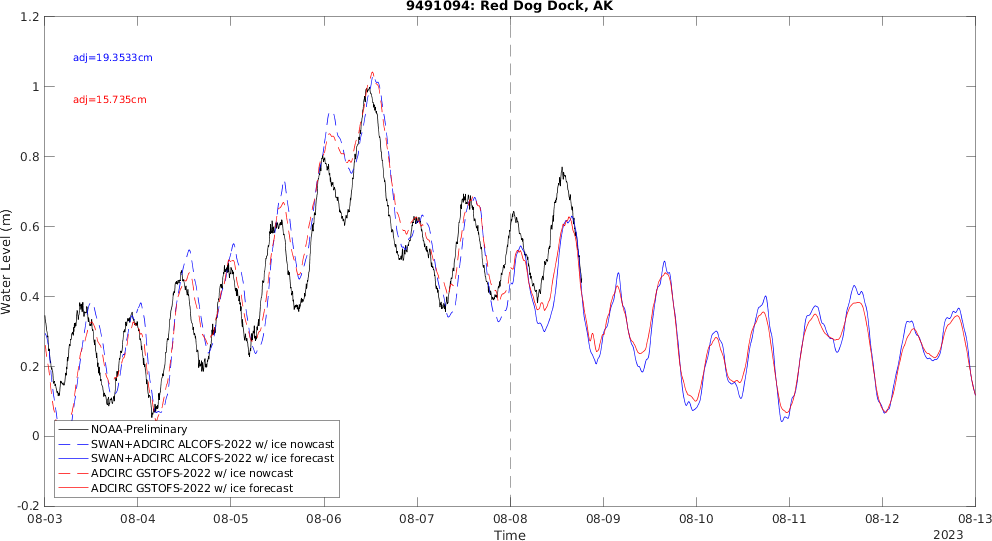 9491094: Red Dog Dock, AK
1.2
1
0.8
0.6
0.4
0.2
0
-0.2
Water Level (m)
adj=19.3533cm
adj=15.735cm
NOAA-Preliminary
SWAN+ADCIRC ALCOFS-2022 w/ ice nowcast
SWAN+ADCIRC ALCOFS-2022 w/ ice forecast
ADCIRC GSTOFS-2022 w/ ice nowcast
ADCIRC GSTOFS-2022 w/ ice forecast
08-03 08-04 08-05 08-06 08-07 08-08 08-09 08-10 08-11 08-12 08-13
Time
2023